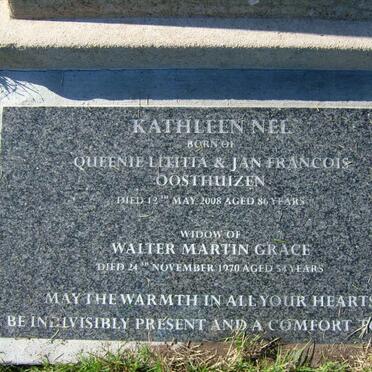 KATHLEEN NEL
BORN OF
QUEENIE LETITIA & JAN FRANCOIS
OOSTHUIZEN
DIED 12TH MAY 2008 AGED 86 YEARS
WIDOW OF
WALTER MARTIN GRACE
DIED 24TH NOVEMBER 1970 AGED 54 YEARS
MAY THE WARMTH IN ALL YOUR HEARTS
BE INDIVISIBLY PRESENT AND A COMFORT